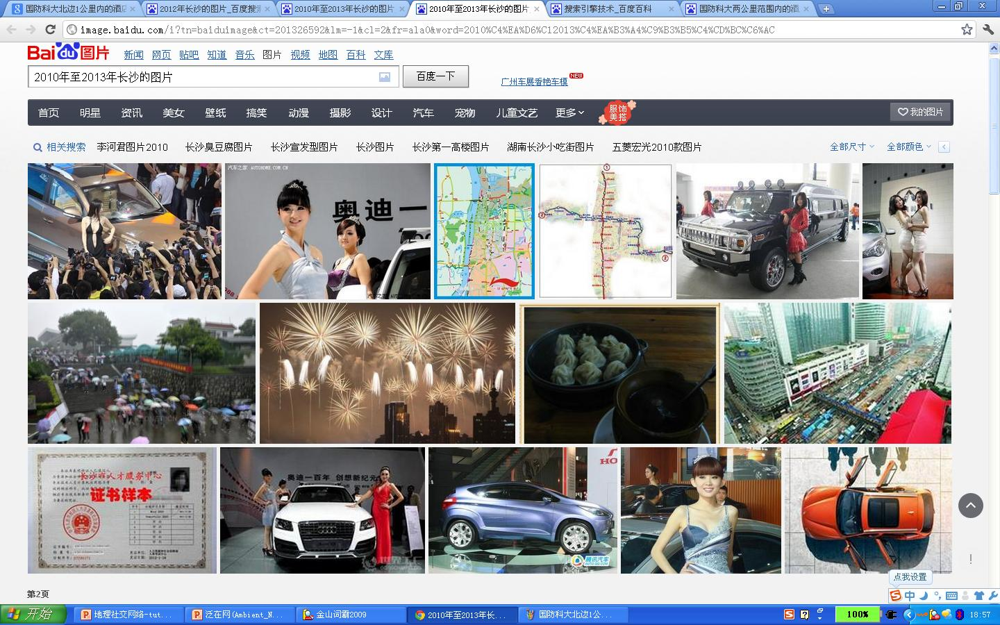 国防科大北边1公里内的酒店
2012年长沙的图片_百度搜索
2010年至2013年长沙的图片
2010年至2013年长沙的图片
搜索引擎技术_百度百科
国防科大两公里范围内的酒店
image.baidu.com/i?tn=baiduimage&ct=201326592&lm=-1&cl=2&fr=ala0&word=2010%C4%EA%D6%C12013%C4%EA%B3%A4%C9%B3%B5%C4%CD%BC%C6%AC
Baidu图片
新闻 网页 贴吧 知道 音乐 图片 视频 地图 百科 文库
2010年至2013年长沙的图片
百度一下
广州车展香艳车模 NEW
首页 明星 资讯 美女 壁纸 搞笑 动漫 摄影 设计 汽车 宠物 儿童文艺 更多
服饰
美搭
我的图片
相关搜索 李河君图片2010 长沙臭豆腐图片 长沙宣发型图片 长沙图片 长沙第一高楼图片 湖南长沙小吃街图片 五菱宏光2010款图片
全部尺寸 全部颜色
汽车之家 AUTOHOME.COM.CN
奥迪一
长沙市人才服务中心
证书样本
奥迪一百年 创想新纪元
HO
腾讯汽车
点我设置
第2页
中
开始
地理社交网络-tut...
泛在网(Ambient_N...
金山词霸2009
2010年至2013年长...
国防科大北边1公...
100%
18:57